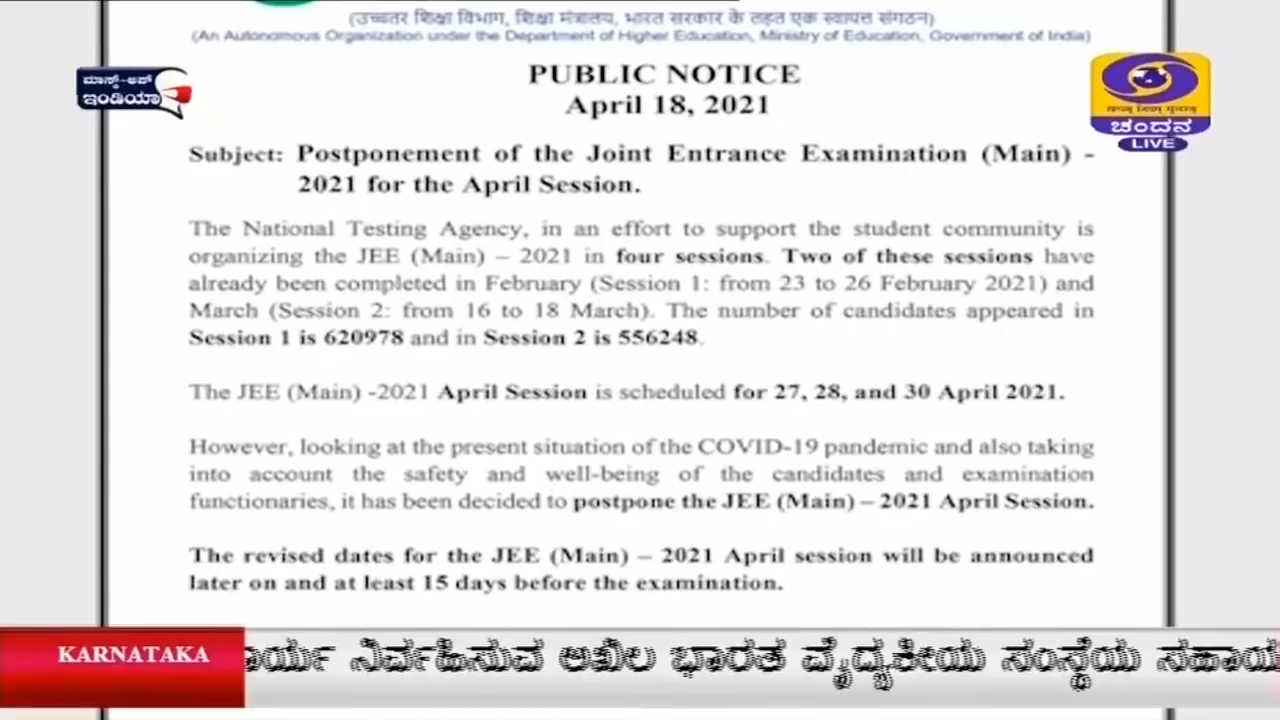 (उच्चतर शिक्षा विभाग, शिक्षा मंत्रालय, भारत सरकार के तहत एक स्वायत्त संगठन)
(An Autonomous Organization under the Department of Higher Education, Ministry of Education, Government of India)
ಮಾಸ್ಕ್-ಅಪ್
ಇಂಡಿಯಾ
PUBLIC NOTICE
April 18, 2021
ಚಂದನ
LIVE
Subject: Postponement of the Joint Entrance Examination (Main) -
2021 for the April Session.
The National Testing Agency, in an effort to support the student community is
organizing the JEE (Main) – 2021 in four sessions. Two of these sessions have
already been completed in February (Session 1: from 23 to 26 February 2021) and
March (Session 2: from 16 to 18 March). The number of candidates appeared in
Session 1 is 620978 and in Session 2 is 556248.
The JEE (Main) -2021 April Session is scheduled for 27, 28, and 30 April 2021.
However, looking at the present situation of the COVID-19 pandemic and also taking
into account the safety and well-being of the candidates and examination
functionaries, it has been decided to postpone the JEE (Main) – 2021 April Session.
The revised dates for the JEE (Main) – 2021 April session will be announced
later on and at least 15 days before the examination.
KARNATAKA ನಿರ್ವಹಿಸುವ ಅಖಿಲ ಭಾರತ ವೈದ್ಯಕೀಯ ಸಂಸ್ಥೆಯ ಸಹಾಯ